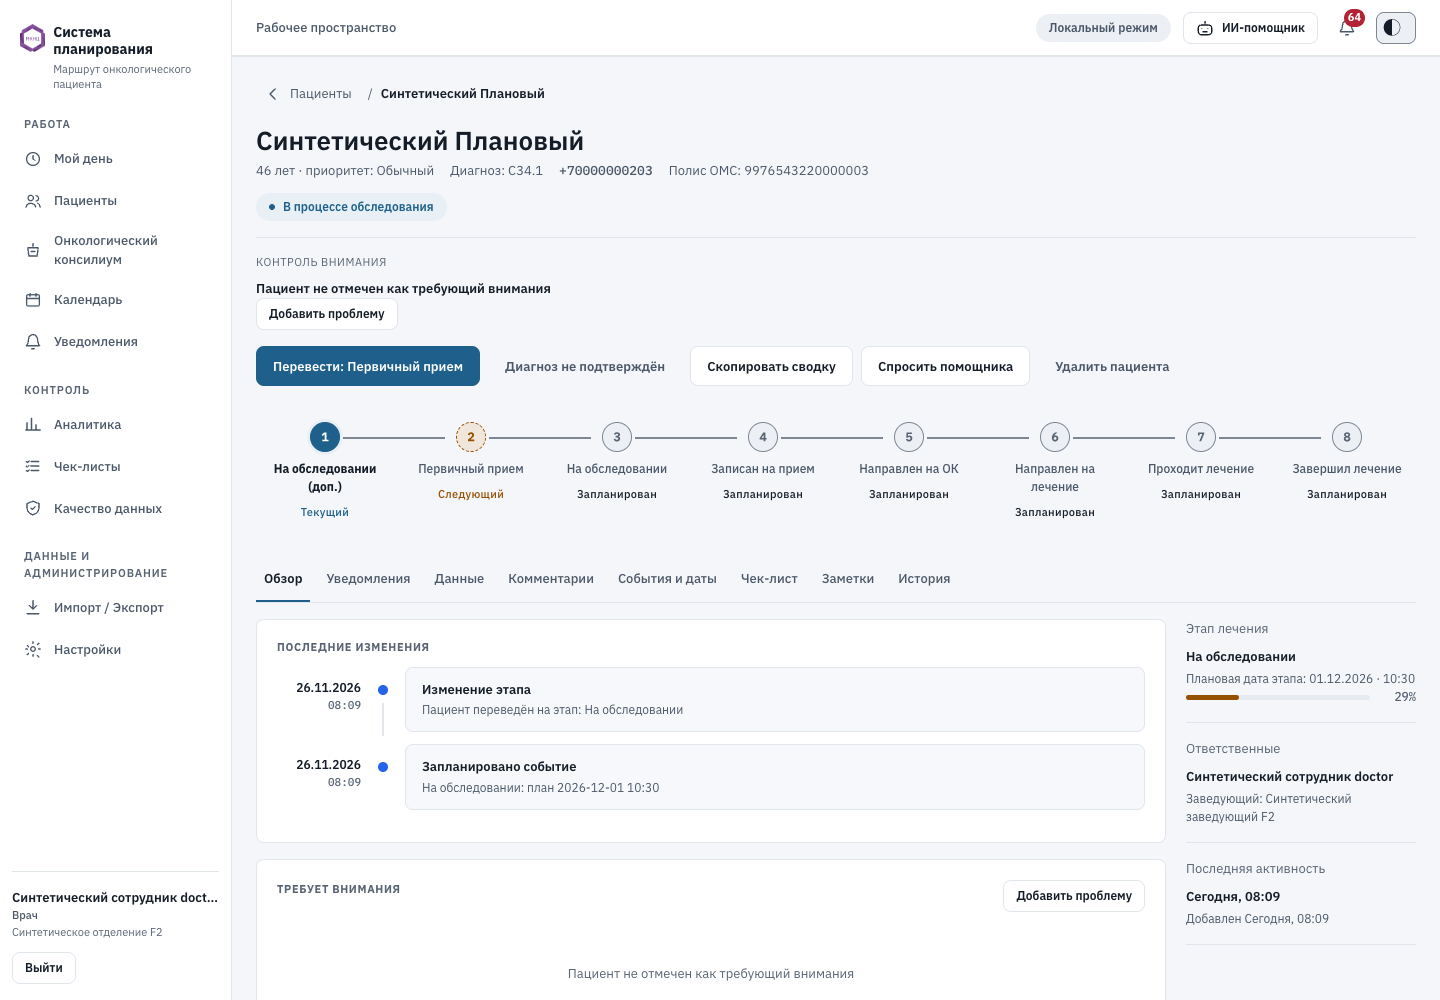 Система
планирования
Маршрут онкологического
пациента
РАБОТА
Мой день
Пациенты
Онкологический
консилиум
Календарь
Уведомления
КОНТРОЛЬ
Аналитика
Чек-листы
Качество данных
ДАННЫЕ И
АДМИНИСТРИРОВАНИЕ
Импорт / Экспорт
Настройки
Синтетический сотрудник doct...
Врач
Синтетическое отделение F2
Выйти
Рабочее пространство
Локальный режим
ИИ-помощник
64
Пациенты / Синтетический Плановый
Синтетический Плановый
46 лет · приоритет: Обычный Диагноз: C34.1 +70000000203 Полис ОМС: 9976543220000003
В процессе обследования
КОНТРОЛЬ ВНИМАНИЯ
Пациент не отмечен как требующий внимания
Добавить проблему
Перевести: Первичный прием Диагноз не подтверждён Скопировать сводку Спросить помощника Удалить пациента
1 2 3 4 5 6 7 8
На обследовании
(доп.)
Текущий
Первичный прием
Следующий
На обследовании
Запланирован
Записан на прием
Запланирован
Направлен на ОК
Запланирован
Направлен на
лечение
Запланирован
Проходит лечение
Запланирован
Завершил лечение
Запланирован
Обзор Уведомления Данные Комментарии События и даты Чек-лист Заметки История
ПОСЛЕДНИЕ ИЗМЕНЕНИЯ
26.11.2026
08:09
Изменение этапа
Пациент переведён на этап: На обследовании
26.11.2026
08:09
Запланировано событие
На обследовании: план 2026-12-01 10:30
ТРЕБУЕТ ВНИМАНИЯ
Добавить проблему
Пациент не отмечен как требующий внимания
Этап лечения
На обследовании
Плановая дата этапа: 01.12.2026 · 10:30
29%
Ответственные
Синтетический сотрудник doctor
Заведующий: Синтетический
заведующий F2
Последняя активность
Сегодня, 08:09
Добавлен Сегодня, 08:09